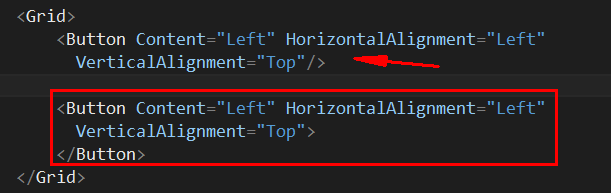 <Grid>
<Button Content="Left" HorizontalAlignment="Left"
VerticalAlignment="Top"/>
<Button Content="Left" HorizontalAlignment="Left"
VerticalAlignment="Top">
</Button>
</Grid>